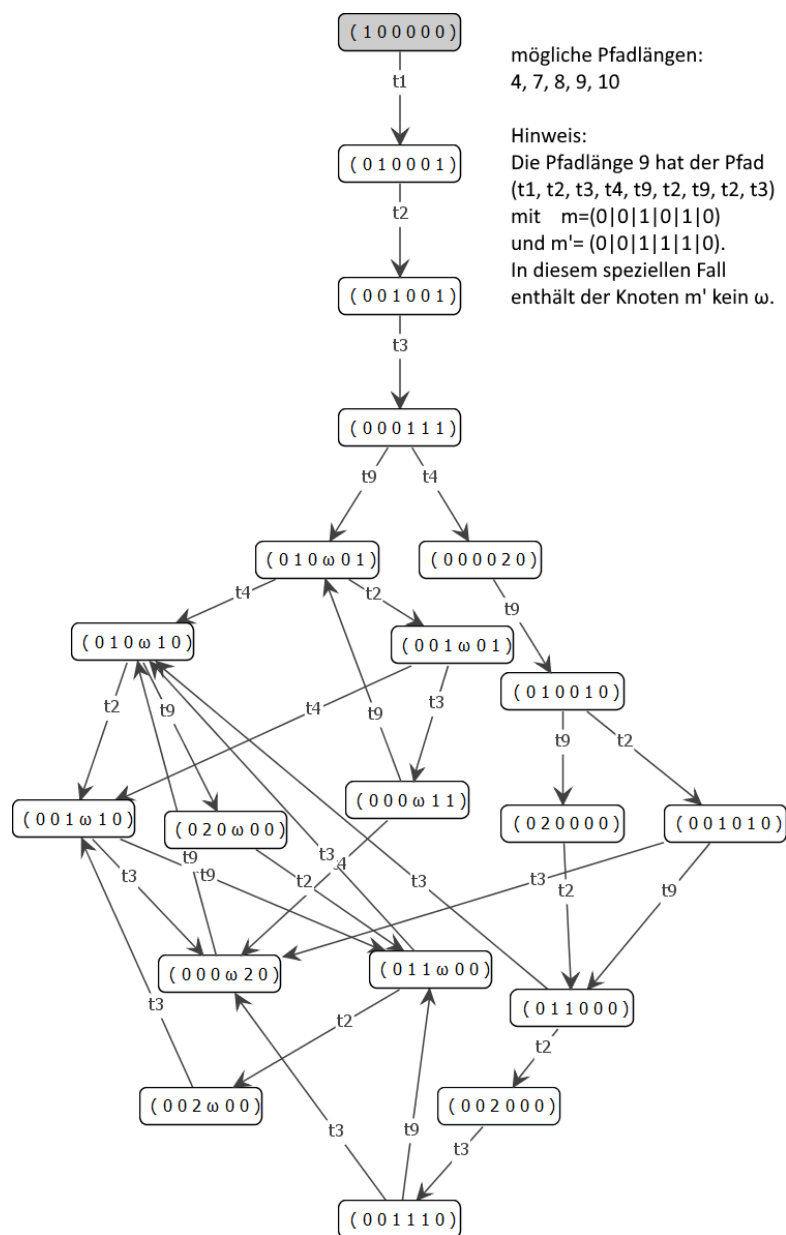 ( 1 0 0 0 0 0 )
mögliche Pfadlängen:
4, 7, 8, 9, 10
t1
Hinweis:
Die Pfadlänge 9 hat der Pfad
(t1, t2, t3, t4, t9, t2, t9, t2, t3)
mit m=(0|0|1|0|1|0)
und m'= (0|0|1|1|1|0).
In diesem speziellen Fall
enthält der Knoten m' kein ω.
( 0 1 0 0 0 1 )
t2
( 0 0 1 0 0 1 )
t3
( 0 0 0 1 1 1 )
t9
t4
( 0 1 0 ω 0 1 )
( 0 0 0 0 2 0 )
t4
t2
t9
( 0 1 0 ω 1 0 )
( 0 0 1 ω 0 1 )
( 0 1 0 0 1 0 )
t2
t9
t4
t3
t9
t9
t2
( 0 0 0 ω 1 1 )
( 0 0 1 ω 1 0 )
( 0 2 0 ω 0 0 )
( 0 2 0 0 0 0 )
( 0 0 1 0 1 0 )
t3
t9
t9
t2
t3
t4
t3
t2
t3
t9
( 0 0 0 ω 2 0 )
( 0 1 1 ω 0 0 )
( 0 1 1 0 0 0 )
t3
t2
t2
( 0 0 2 ω 0 0 )
( 0 0 2 0 0 0 )
t3
t9
t3
( 0 0 1 1 1 0 )